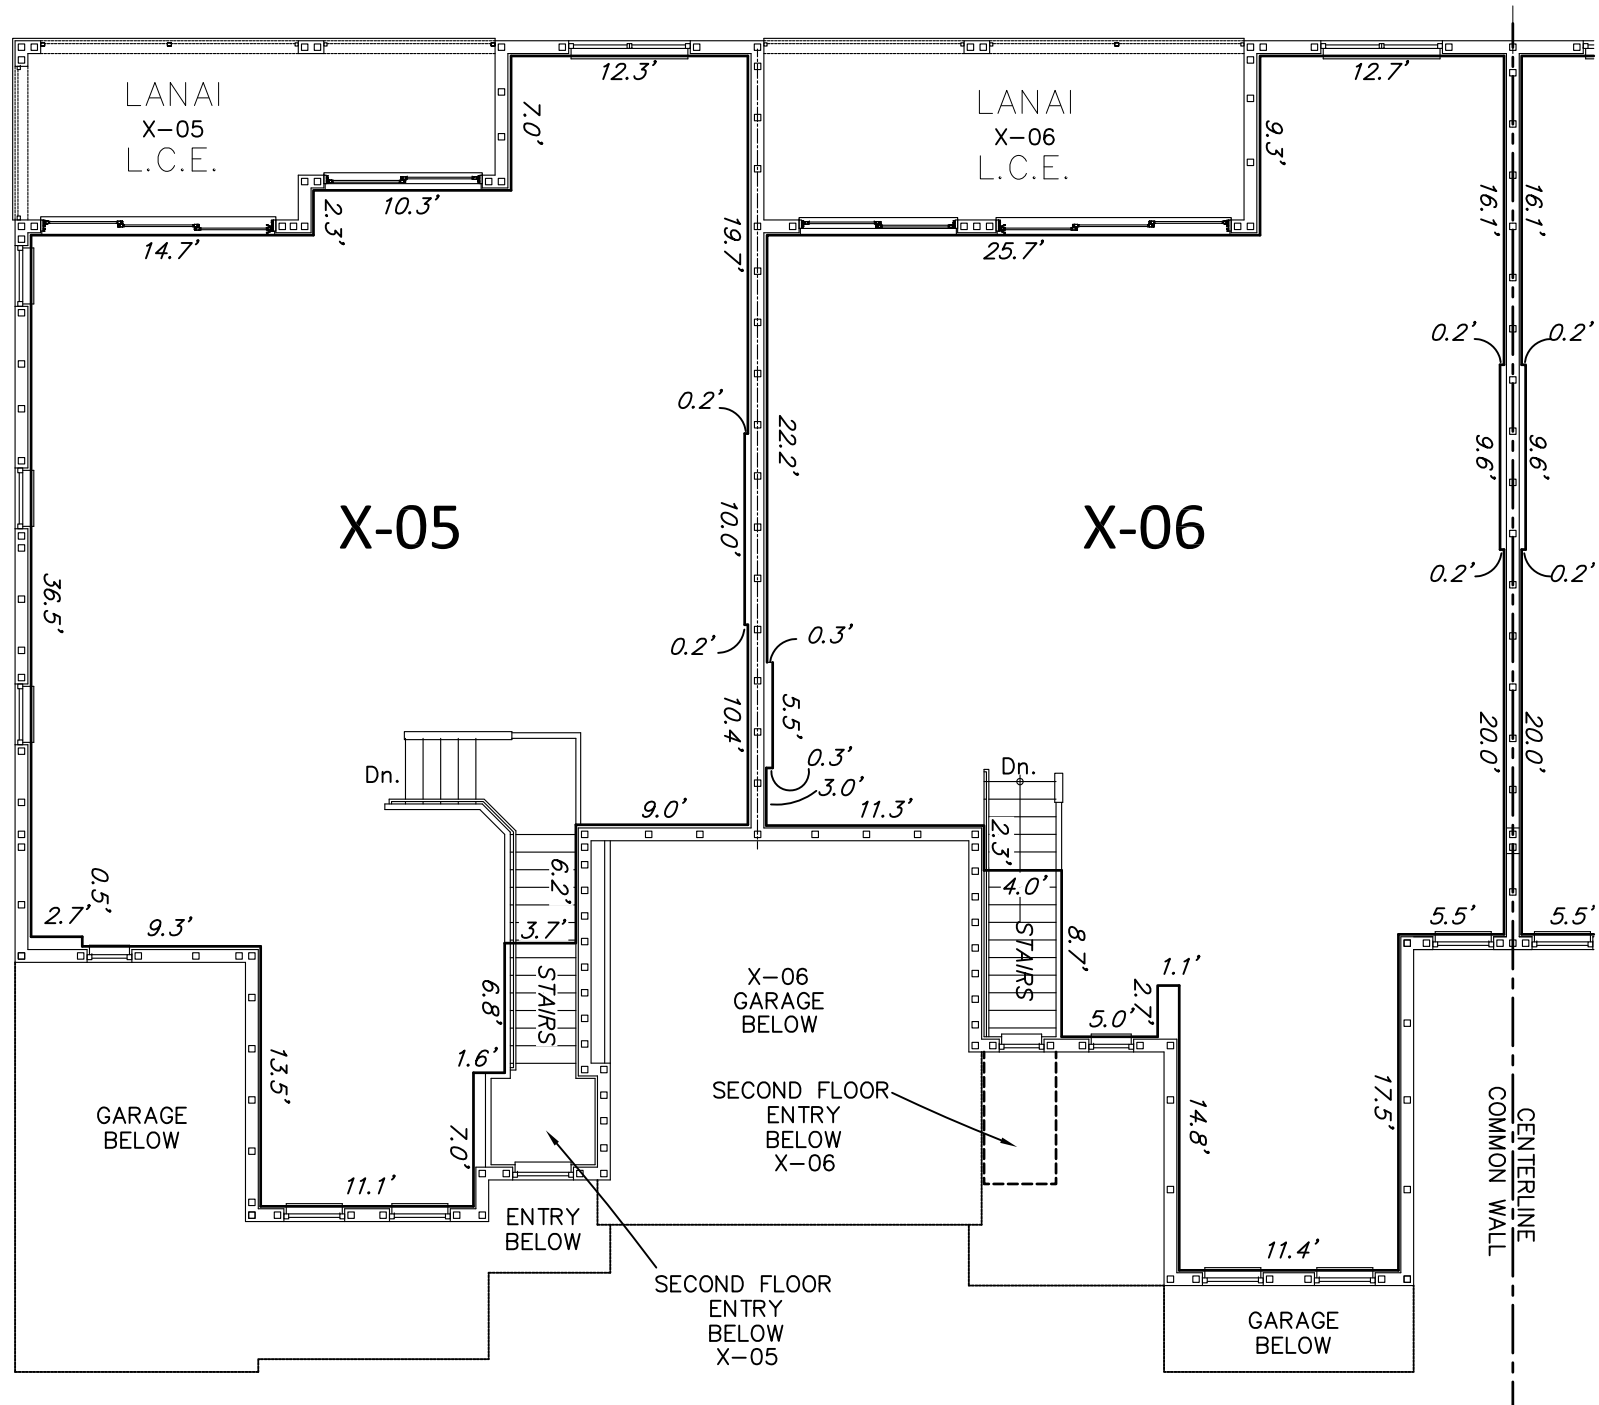 12.3'
12.7'
LANAI
X-05
L.C.E.
7.0'
LANAI
X-06
L.C.E.
9.3'
10.3'
2.3'
14.7'
19.7'
25.7'
16.1'
16.1'
0.2'
0.2'
0.2'
22.2'
9.6'
9.6'
X-05
10.0'
X-06
36.5'
0.2'
0.2'
0.2'
0.3'
10.4'
5.5'
20.0'
20.0'
Dn.
0.3'
Dn.
3.0'
9.0'
11.3'
2.3'
6.2'
4.0'
0.5'
2.7'
9.3'
3.7'
STAIRS
8.7'
5.5'
5.5'
6.8'
STAIRS
X-06
GARAGE
BELOW
1.1'
2.7'
5.0'
1.6'
13.5'
GARAGE
BELOW
7.0'
SECOND FLOOR
ENTRY
BELOW
X-06
14.8'
17.5'
CENTERLINE
COMMON WALL
11.1'
ENTRY
BELOW
11.4'
SECOND FLOOR
ENTRY
BELOW
X-05
GARAGE
BELOW